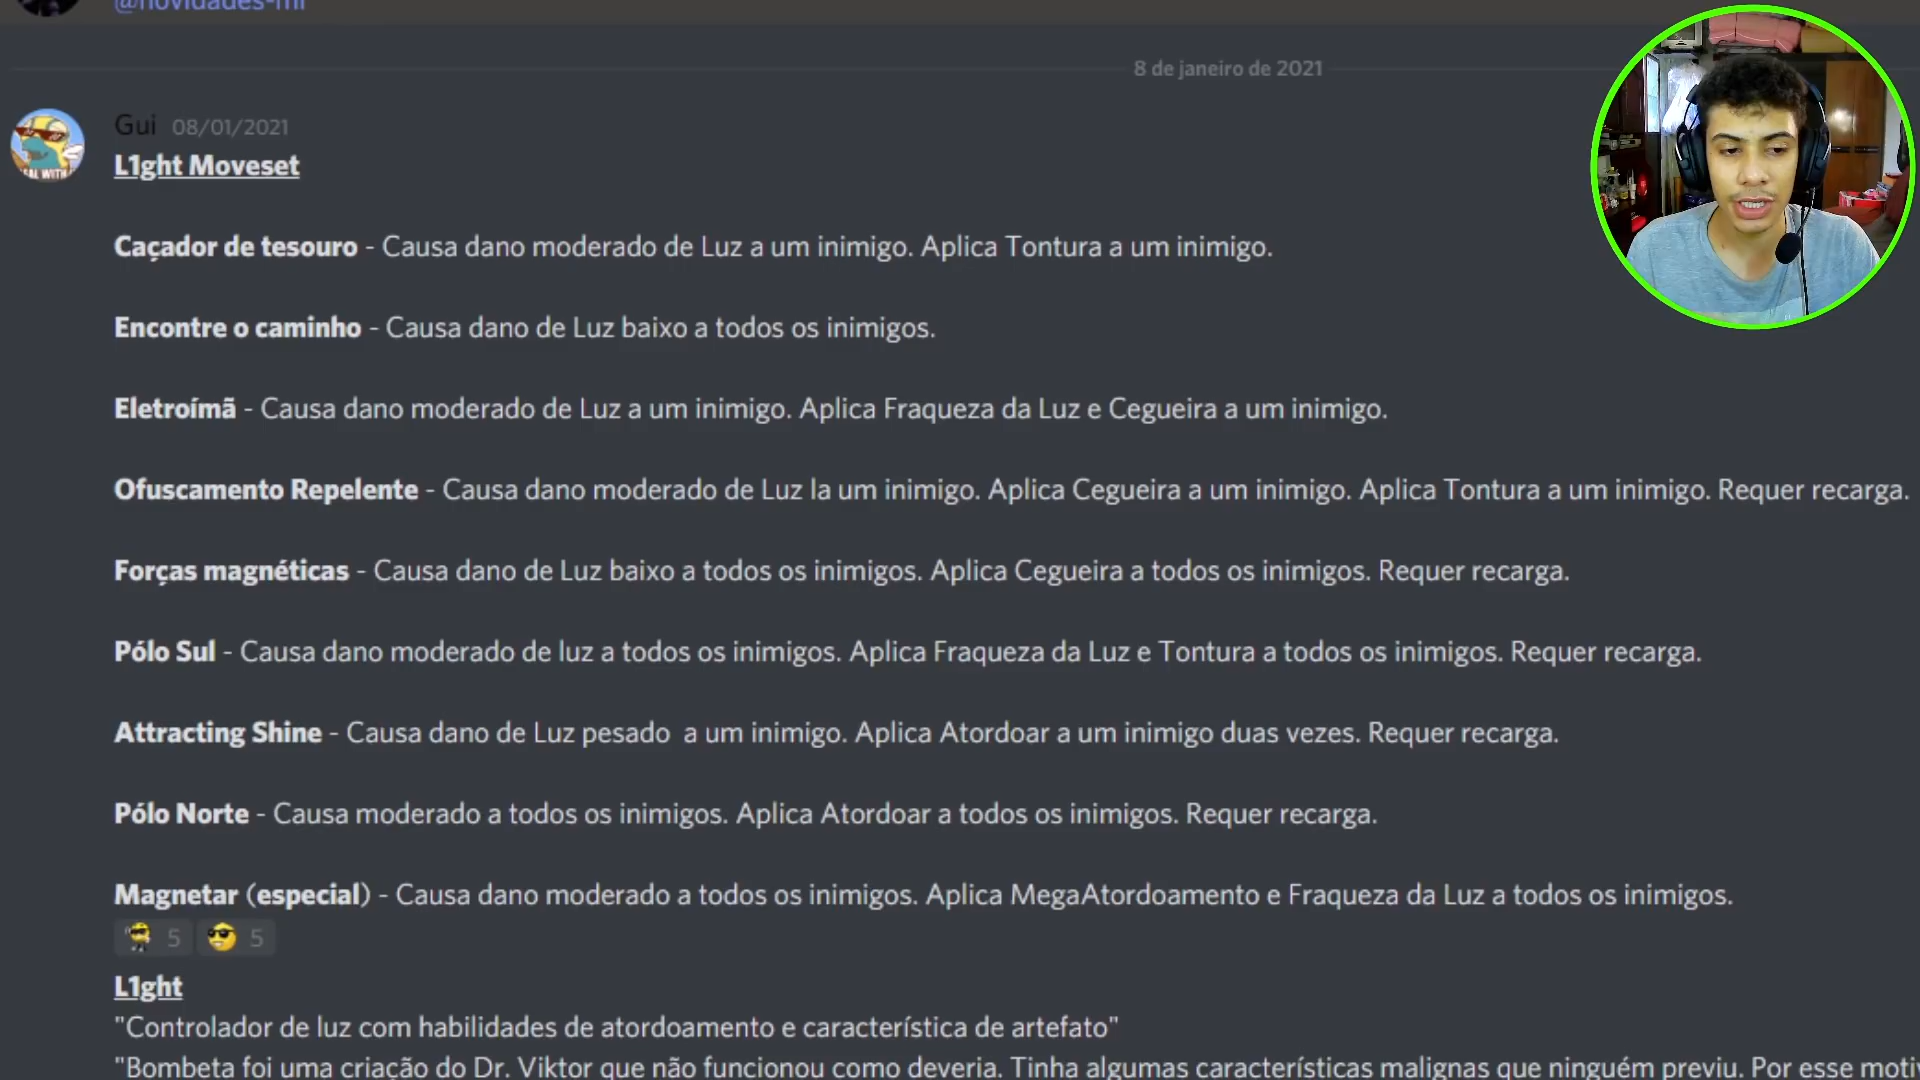 @novidades-ml
8 de janeiro de 2021
Gui 08/01/2021
L1ght Moveset
Caçador de tesouro - Causa dano moderado de Luz a um inimigo. Aplica Tontura a um inimigo.
Encontre o caminho - Causa dano de Luz baixo a todos os inimigos.
Eletroímã - Causa dano moderado de Luz a um inimigo. Aplica Fraqueza da Luz e Cegueira a um inimigo.
Ofuscamento Repelente - Causa dano moderado de Luz la um inimigo. Aplica Cegueira a um inimigo. Aplica Tontura a um inimigo. Requer recarga.
Forças magnéticas - Causa dano de Luz baixo a todos os inimigos. Aplica Cegueira a todos os inimigos. Requer recarga.
Pólo Sul - Causa dano moderado de luz a todos os inimigos. Aplica Fraqueza da Luz e Tontura a todos os inimigos. Requer recarga.
Attracting Shine - Causa dano de Luz pesado a um inimigo. Aplica Atordoar a um inimigo duas vezes. Requer recarga.
Pólo Norte - Causa moderado a todos os inimigos. Aplica Atordoar a todos os inimigos. Requer recarga.
Magnetar (especial) - Causa dano moderado a todos os inimigos. Aplica MegaAtordoamento e Fraqueza da Luz a todos os inimigos.
5 5
L1ght
"Controlador de luz com habilidades de atordoamento e característica de artefato"
"Bombeta foi uma criação do Dr. Viktor que não funcionou como deveria. Tinha algumas características malignas que ninguém previu. Por esse